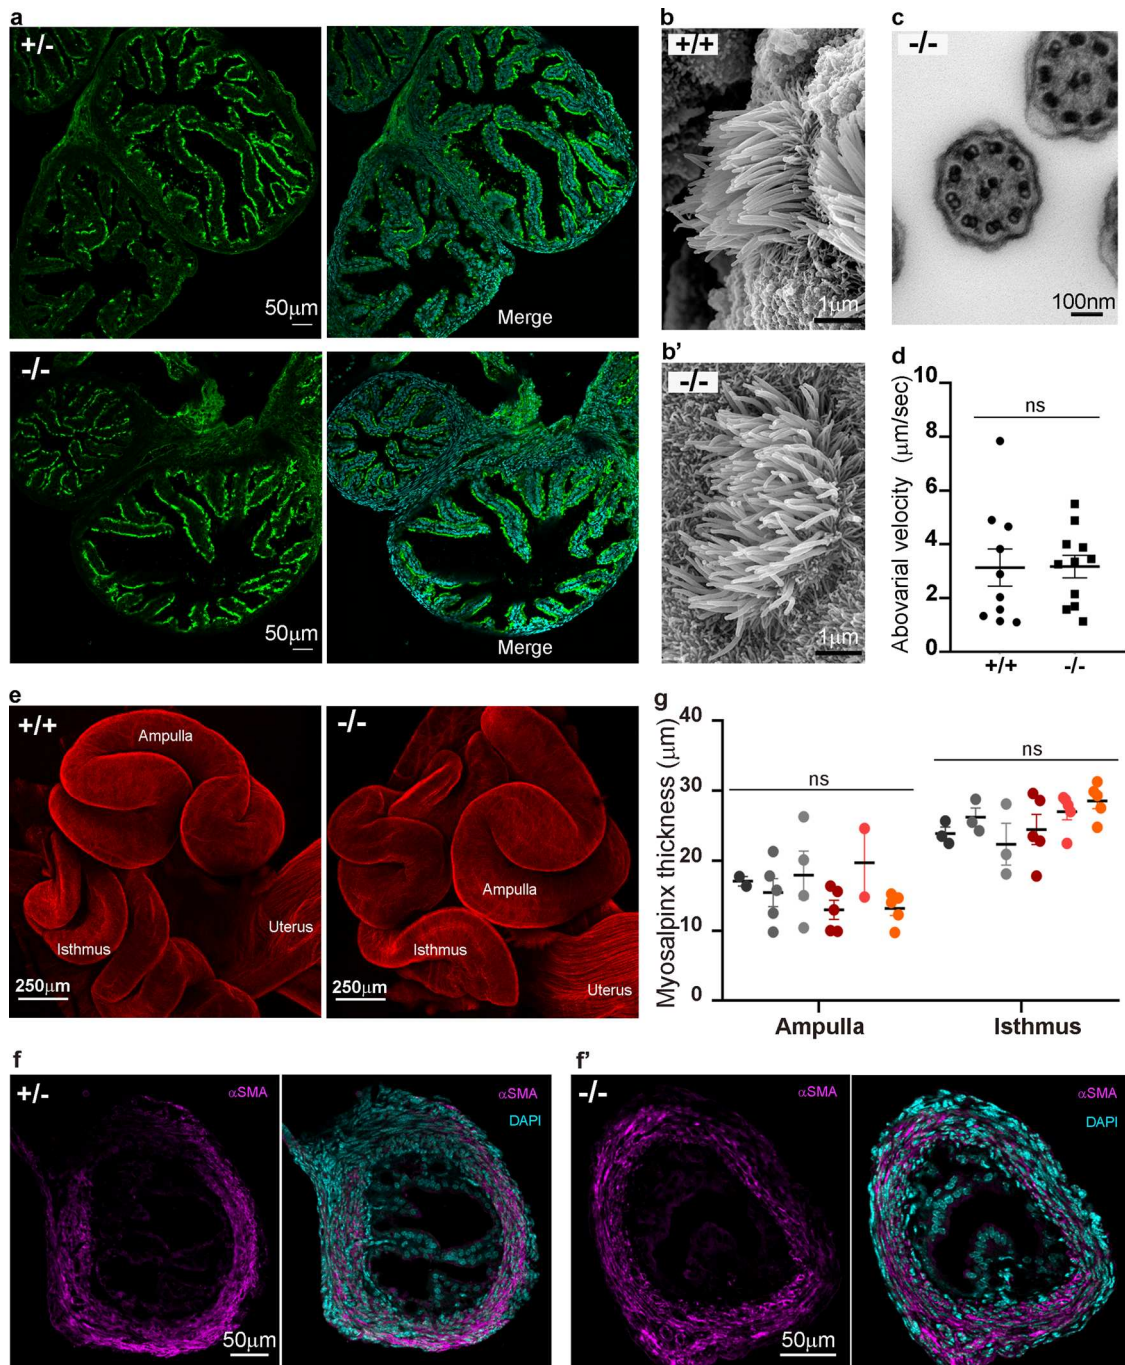 a
+/-
50μm
Merge
-/-
50μm
Merge
b
+/+
1μm
b’
-/-
1μm
c
-/-
100nm
d
Abovarial velocity (μm/sec)
10
8
6
4
2
0
ns
+/+
-/-
e
+/+
Ampulla
Isthmus
Uterus
250μm
-/-
Ampulla
Isthmus
Uterus
250μm
g
Myosalpinx thickness (μm)
40
30
20
10
0
ns
ns
Ampulla
Isthmus
f
+/-
αSMA
50μm
αSMA
DAPI
f’
-/-
αSMA
50μm
αSMA
DAPI